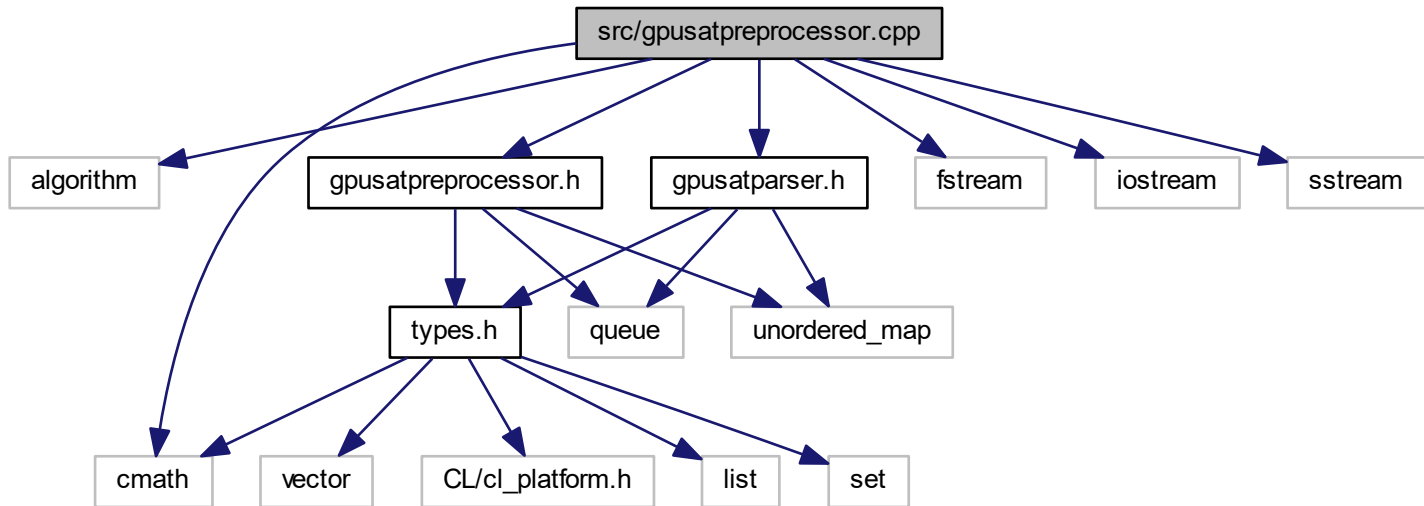 src/gpusatpreprocessor.cpp
algorithm
gpusatpreprocessor.h
gpusatparser.h
fstream
iostream
sstream
types.h
queue
unordered_map
cmath
vector
CL/cl_platform.h
list
set